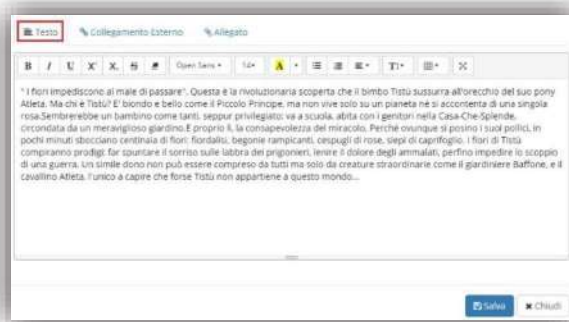 Testo Collegamento Esterno Allegato
B I U X X, S Open Sans 14 A T
" I fiori impediscono al male di passare". Questa è la rivoluzionaria scoperta che il bimbo Tistù sussurra all'orecchio del suo pony
Atleta. Ma chi è Tistù? E' biondo e bello come il Piccolo Principe, ma non vive solo su un pianeta né si accontenta di una singola
rosa.Sembrerebbe un bambino come tanti, seppur privilegiato: va a scuola, abita con i genitori nella Casa-Che-Splende,
circondata da un meraviglioso giardino.E proprio lì, la consapevolezza del miracolo. Perché ovunque si posino i suoi pollici, in
pochi minuti sbocciano centinaia di fiori: fiordalisi, begonie rampicanti, cespugli di rose, siepi di caprifoglio. I fiori di Tistù
compiranno prodigi: far spuntare il sorriso sulle labbra dei prigionieri, lenire il dolore degli ammalati, perfino impedire lo scoppio
di una guerra. Un simile dono non può essere compreso da tutti ma solo da creature straordinarie come il giardiniere Baffone, e il
cavallino Atleta, l'unico a capire che forse Tistù non appartiene a questo mondo...
Salva Chiudi